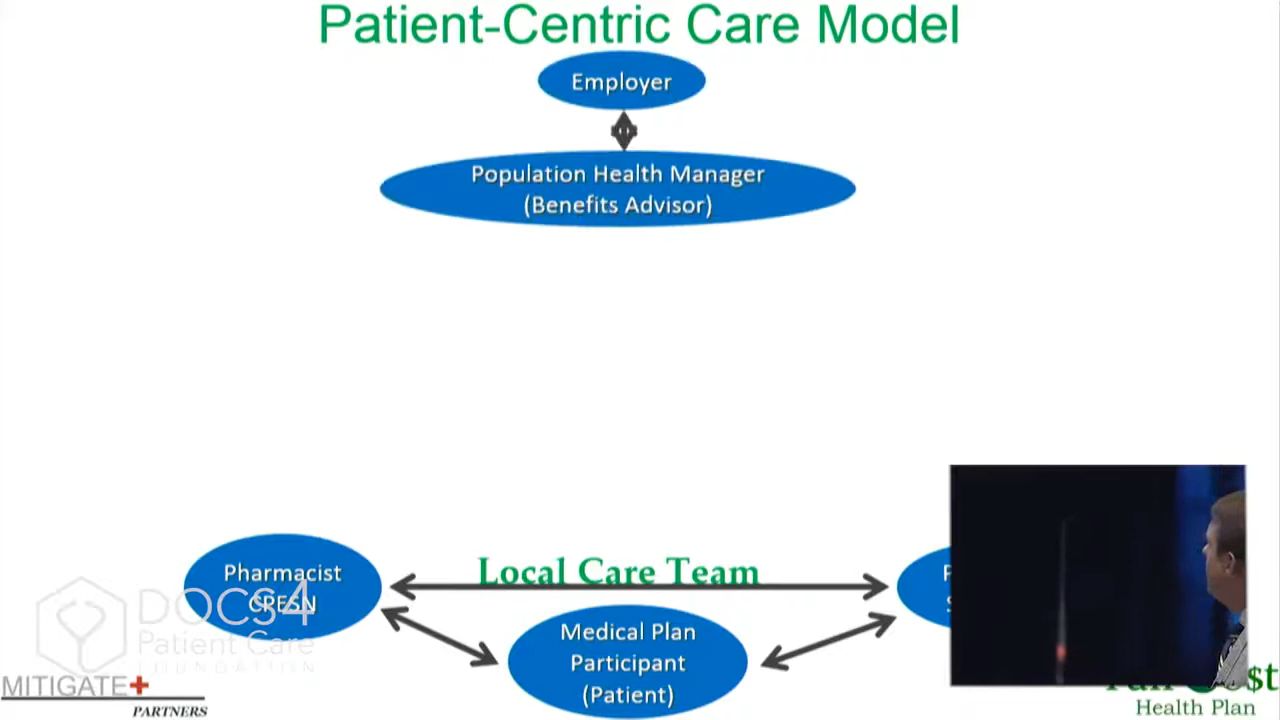 Patient-Centric Care Model
Employer
Population Health Manager
(Benefits Advisor)
Local Care Team
Pharmacist
CPESN
Medical Plan
Participant
(Patient)
DOCS4
Patient Care
FOUNDATION
MITIGATE+
PARTNERS
Health Plan